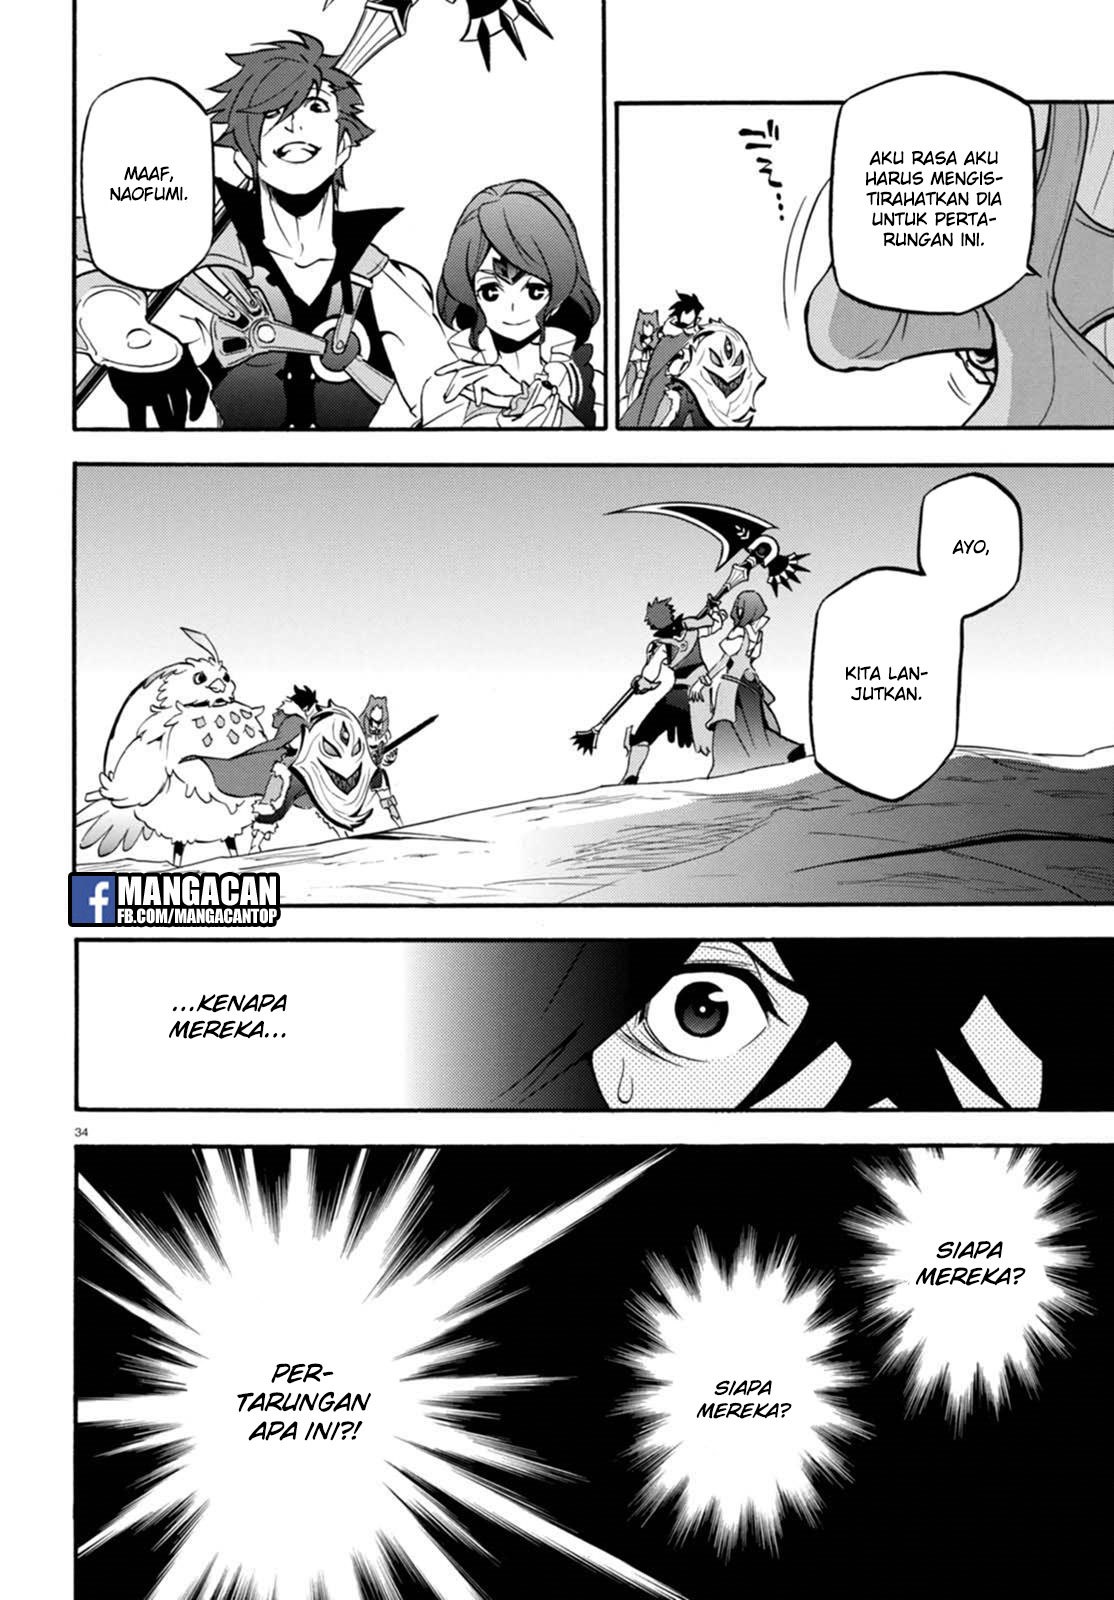 AKU RASA AKU
HARUS MENGIS-
TIRAHATKAN DIA
UNTUK PERTA-
RUNGAN INI.
MAAF,
NAOFUMI.
AYO,
KITA LAN-
JUTKAN.
f MANGACAN
FB.COM/MANGACANTOP
...KENAPA
MEREKA...
34
SIAPA
MEREKA?
SIAPA
MEREKA?
PER-
TARUNGAN
APA INI?!